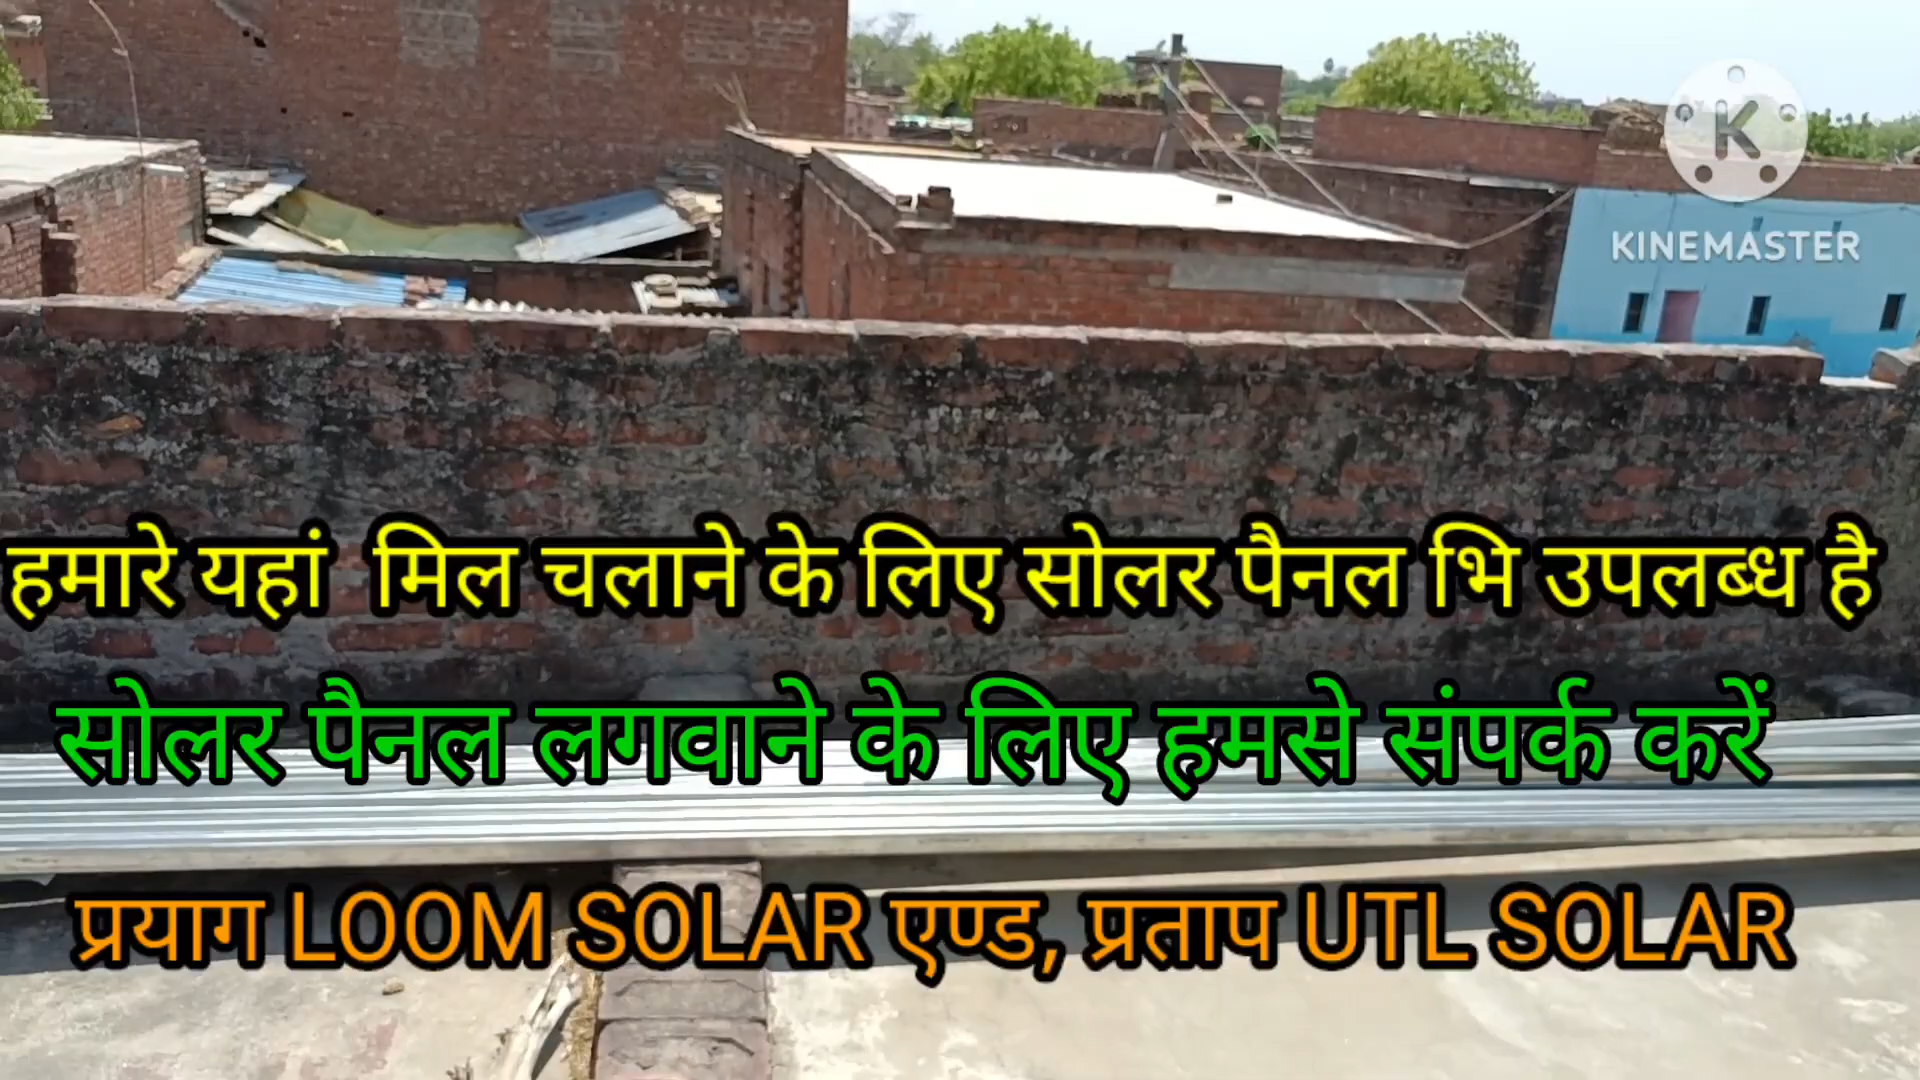 K
KINEMASTER
हमारे यहां मिल चलाने के लिए सोलर पैनल भि उपलब्ध है
सोलर पैनल लगवाने के लिए हमसे संपर्क करें
प्रयाग LOOM SOLAR एण्ड, प्रताप UTL SOLAR